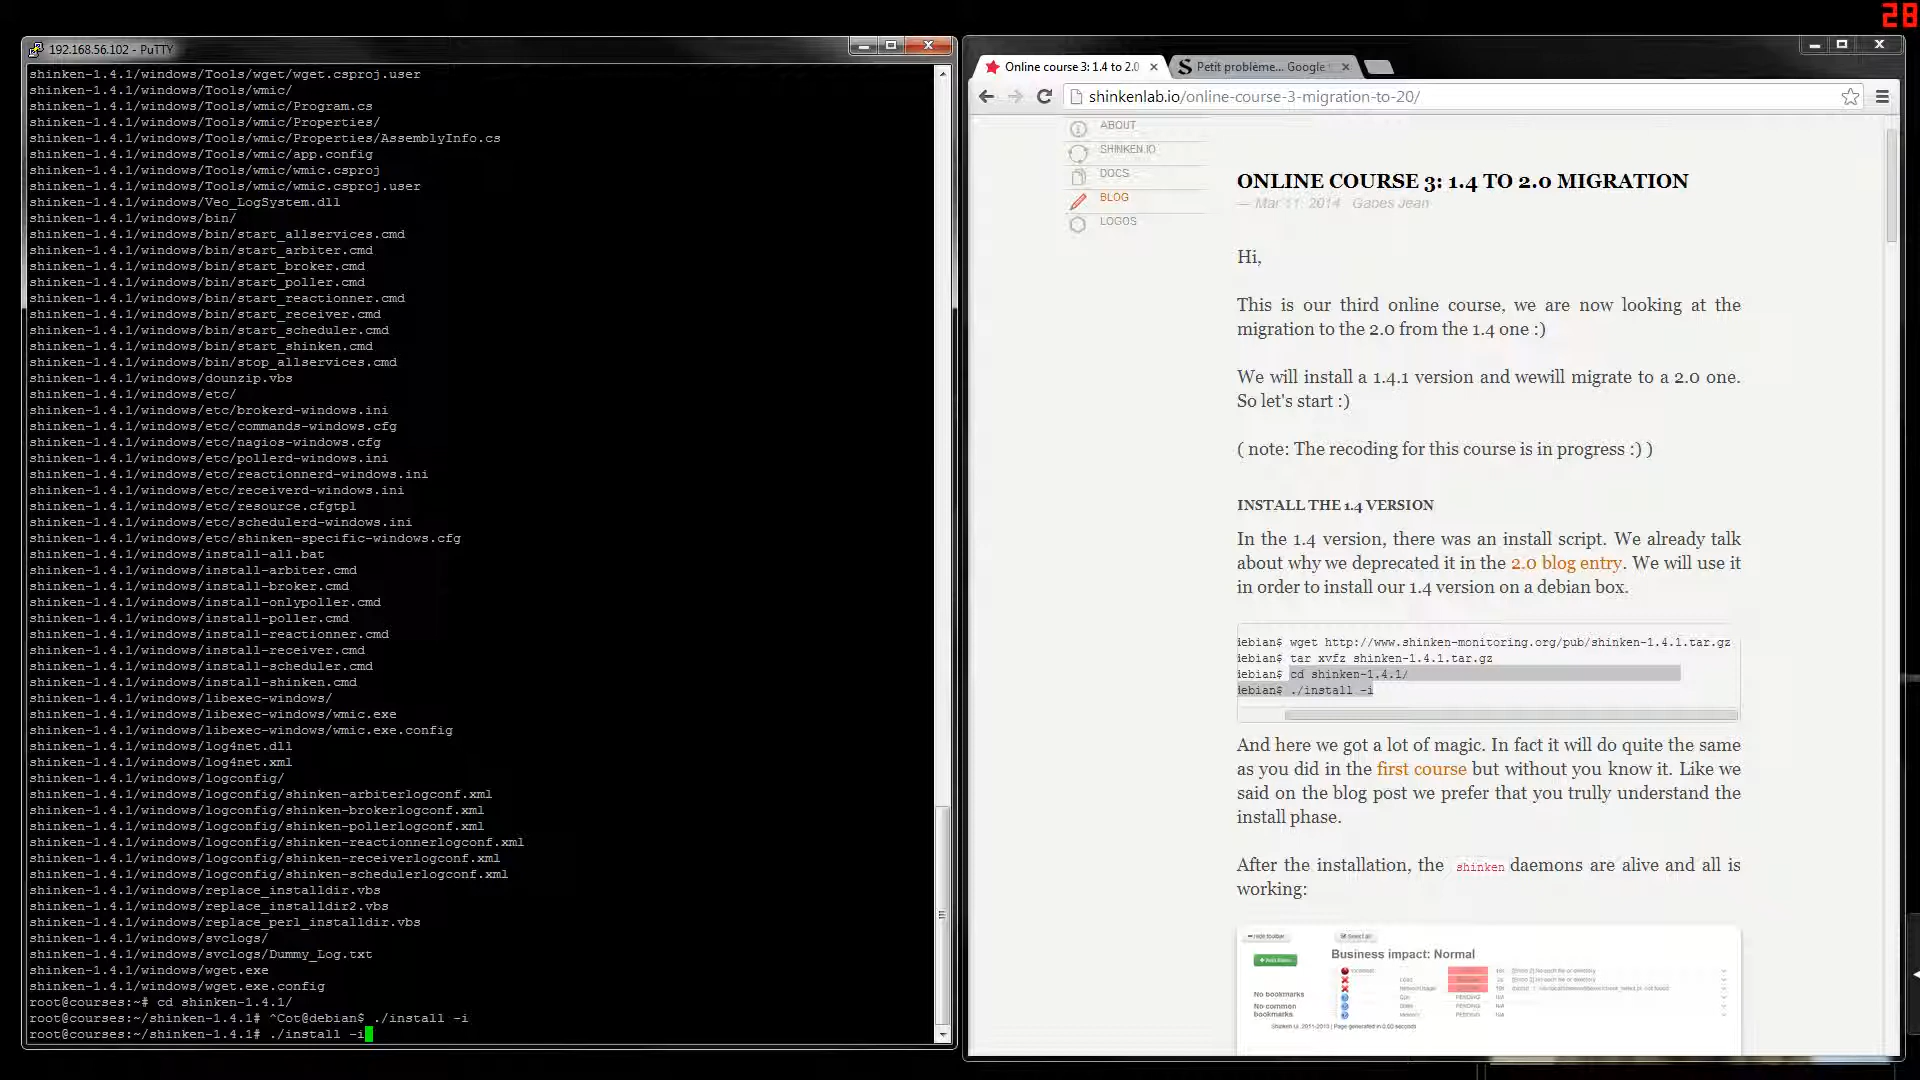 28
192.168.56.102 - PuTTY
shinken-1.4.1/windows/Tools/wget/wget.csproj.user
shinken-1.4.1/windows/Tools/wmic/
shinken-1.4.1/windows/Tools/wmic/Program.cs
shinken-1.4.1/windows/Tools/wmic/Properties/
shinken-1.4.1/windows/Tools/wmic/Properties/AssemblyInfo.cs
shinken-1.4.1/windows/Tools/wmic/app.config
shinken-1.4.1/windows/Tools/wmic/wmic.csproj
shinken-1.4.1/windows/Tools/wmic/wmic.csproj.user
shinken-1.4.1/windows/Veo_LogSystem.dll
shinken-1.4.1/windows/bin/
shinken-1.4.1/windows/bin/start_allservices.cmd
shinken-1.4.1/windows/bin/start_arbiter.cmd
shinken-1.4.1/windows/bin/start_broker.cmd
shinken-1.4.1/windows/bin/start_poller.cmd
shinken-1.4.1/windows/bin/start_reactionner.cmd
shinken-1.4.1/windows/bin/start_receiver.cmd
shinken-1.4.1/windows/bin/start_scheduler.cmd
shinken-1.4.1/windows/bin/start_shinken.cmd
shinken-1.4.1/windows/bin/stop_allservices.cmd
shinken-1.4.1/windows/dounzip.vbs
shinken-1.4.1/windows/etc/
shinken-1.4.1/windows/etc/brokerd-windows.ini
shinken-1.4.1/windows/etc/commands-windows.cfg
shinken-1.4.1/windows/etc/nagios-windows.cfg
shinken-1.4.1/windows/etc/pollerd-windows.ini
shinken-1.4.1/windows/etc/reactionnerd-windows.ini
shinken-1.4.1/windows/etc/receiverd-windows.ini
shinken-1.4.1/windows/etc/resource.cfgtpl
shinken-1.4.1/windows/etc/schedulerd-windows.ini
shinken-1.4.1/windows/etc/shinken-specific-windows.cfg
shinken-1.4.1/windows/install-all.bat
shinken-1.4.1/windows/install-arbiter.cmd
shinken-1.4.1/windows/install-broker.cmd
shinken-1.4.1/windows/install-onlypoller.cmd
shinken-1.4.1/windows/install-poller.cmd
shinken-1.4.1/windows/install-reactionner.cmd
shinken-1.4.1/windows/install-receiver.cmd
shinken-1.4.1/windows/install-scheduler.cmd
shinken-1.4.1/windows/install-shinken.cmd
shinken-1.4.1/windows/libexec-windows/
shinken-1.4.1/windows/libexec-windows/wmic.exe
shinken-1.4.1/windows/libexec-windows/wmic.exe.config
shinken-1.4.1/windows/log4net.dll
shinken-1.4.1/windows/log4net.xml
shinken-1.4.1/windows/logconfig/
shinken-1.4.1/windows/logconfig/shinken-arbiterlogconf.xml
shinken-1.4.1/windows/logconfig/shinken-brokerlogconf.xml
shinken-1.4.1/windows/logconfig/shinken-pollerlogconf.xml
shinken-1.4.1/windows/logconfig/shinken-reactionnerlogconf.xml
shinken-1.4.1/windows/logconfig/shinken-receiverlogconf.xml
shinken-1.4.1/windows/logconfig/shinken-schedulerlogconf.xml
shinken-1.4.1/windows/replace_installdir.vbs
shinken-1.4.1/windows/replace_installdir2.vbs
shinken-1.4.1/windows/replace_perl_installdir.vbs
shinken-1.4.1/windows/svclogs/
shinken-1.4.1/windows/svclogs/Dummy_Log.txt
shinken-1.4.1/windows/wget.exe
shinken-1.4.1/windows/wget.exe.config
root@courses:~# cd shinken-1.4.1/
root@courses:~/shinken-1.4.1# ^Cot@debian$ ./install -i
root@courses:~/shinken-1.4.1# ./install -i
Online course 3: 1.4 to 2.0
Petit problème... Google
shinkenlab.io/online-course-3-migration-to-20/
ABOUT
SHINKEN.IO
DOCS
BLOG
LOGOS
ONLINE COURSE 3: 1.4 TO 2.0 MIGRATION
— Mar 11, 2014 Gabes Jean
Hi,
This is our third online course, we are now looking at the
migration to the 2.0 from the 1.4 one :)
We will install a 1.4.1 version and wewill migrate to a 2.0 one.
So let's start :)
( note: The recoding for this course is in progress :) )
INSTALL THE 1.4 VERSION
In the 1.4 version, there was an install script. We already talk
about why we deprecated it in the 2.0 blog entry. We will use it
in order to install our 1.4 version on a debian box.
debian$ wget http://www.shinken-monitoring.org/pub/shinken-1.4.1.tar.gz
debian$ tar xvfz shinken-1.4.1.tar.gz
debian$ cd shinken-1.4.1/
debian$ ./install -i
And here we got a lot of magic. In fact it will do quite the same
as you did in the first course but without you know it. Like we
said on the blog post we prefer that you trully understand the
install phase.
After the installation, the shinken daemons are alive and all is
working:
Hide toolbar
Select all
Business impact: Normal
No bookmarks
No common
bookmarks.
Load
NetworkUsage
Cpu PENDING N/A
Disks PENDING N/A
Memory PENDING N/A
Shinken UI, 2011-2013 | Page generated in 0.00 seconds